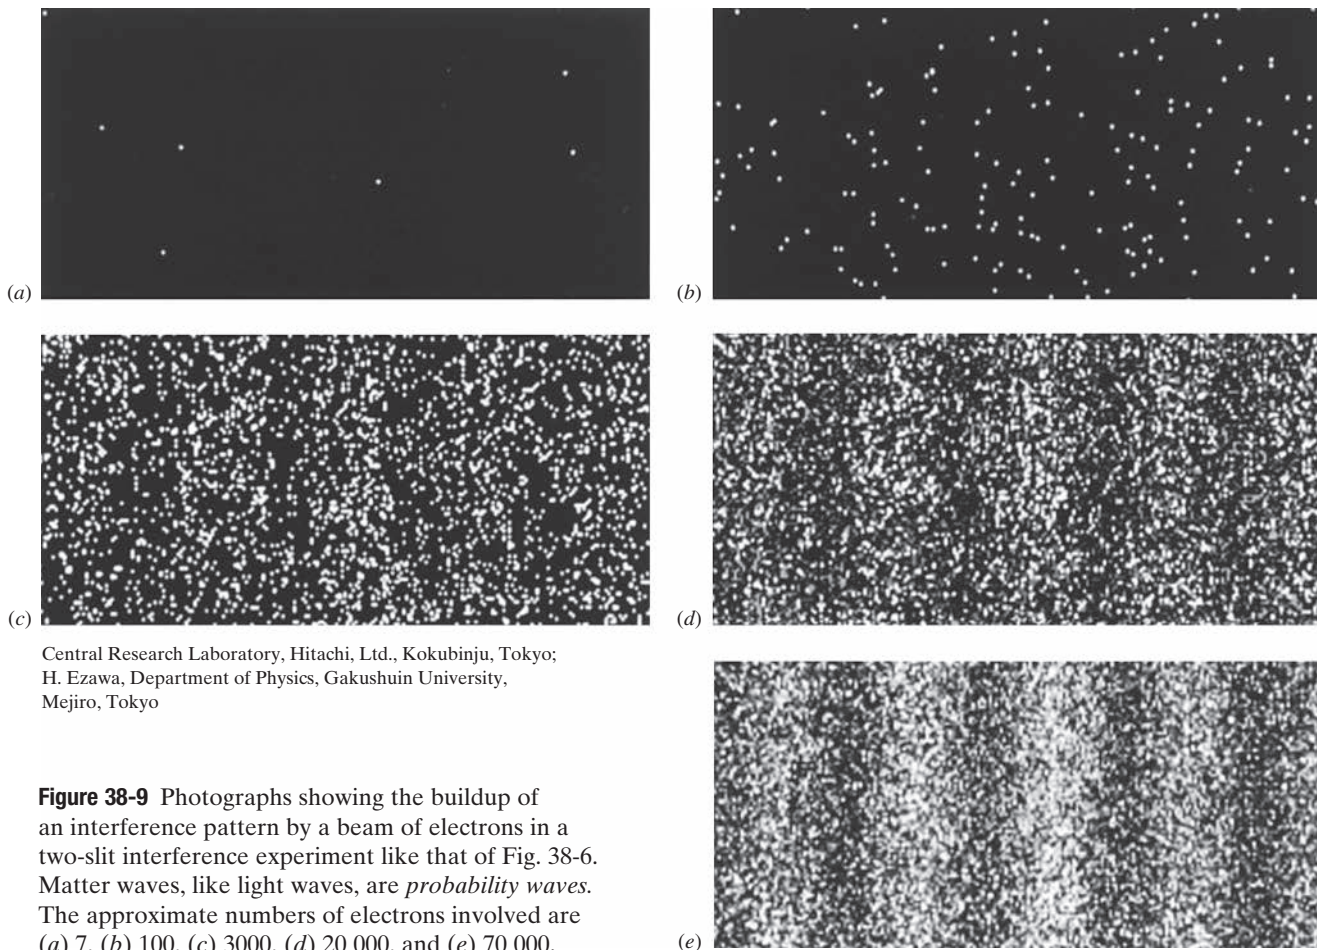 (a)
(b)
(c)
(d)
Central Research Laboratory, Hitachi, Ltd., Kokubinju, Tokyo;
H. Ezawa, Department of Physics, Gakushuin University,
Mejiro, Tokyo
Figure 38-9 Photographs showing the buildup of
an interference pattern by a beam of electrons in a
two-slit interference experiment like that of Fig. 38-6.
Matter waves, like light waves, are probability waves.
The approximate numbers of electrons involved are
(a) 7, (b) 100, (c) 3000, (d) 20 000, and (e) 70 000.
(e)